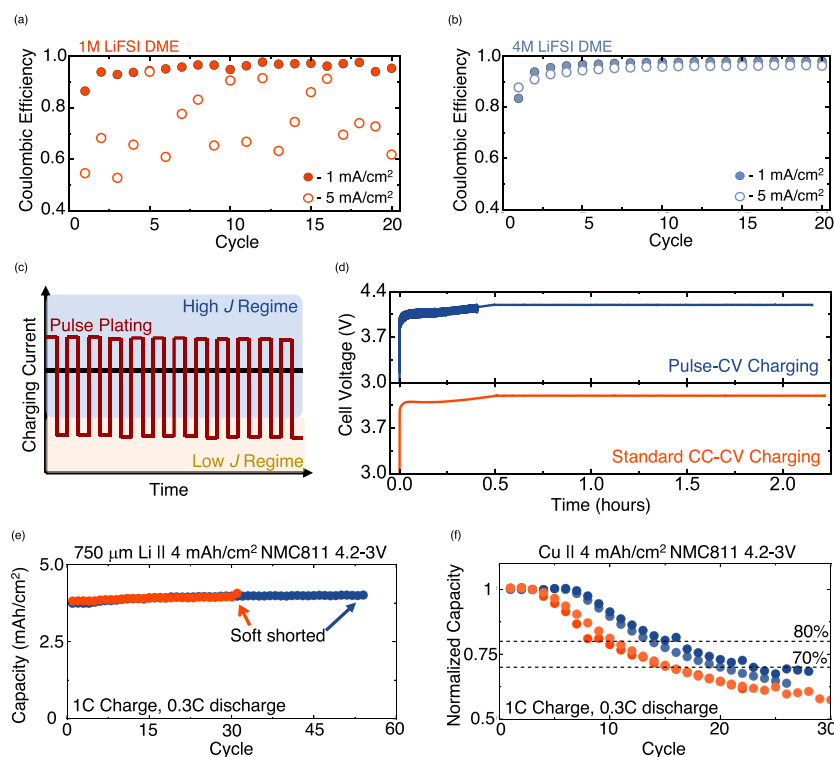 (a)
1M LiFSI DME
Coulombic Efficiency
1.0
0.8
0.6
0.4
- 1 mA/cm²
- 5 mA/cm²
0 5 10 15 20
Cycle
(b)
4M LiFSI DME
Coulombic Efficiency
1.0
0.8
0.6
0.4
- 1 mA/cm²
- 5 mA/cm²
0 5 10 15 20
Cycle
(c)
High J Regime
Pulse Plating
Charging Current
Low J Regime
Time
(d)
Cell Voltage (V)
4.4
3.7
3.0
Pulse-CV Charging
3.7
3.0
Standard CC-CV Charging
0.0 0.5 1.0 1.5 2.0
Time (hours)
(e)
750 μm Li II 4 mAh/cm² NMC811 4.2-3V
Capacity (mAh/cm²)
5.0
2.5
0
Soft shorted
1C Charge, 0.3C discharge
0 15 30 45 60
Cycle
(f)
Cu II 4 mAh/cm² NMC811 4.2-3V
Normalized Capacity
1
0.75
0.5
80%
70%
1C Charge, 0.3C discharge
0 10 20 30
Cycle